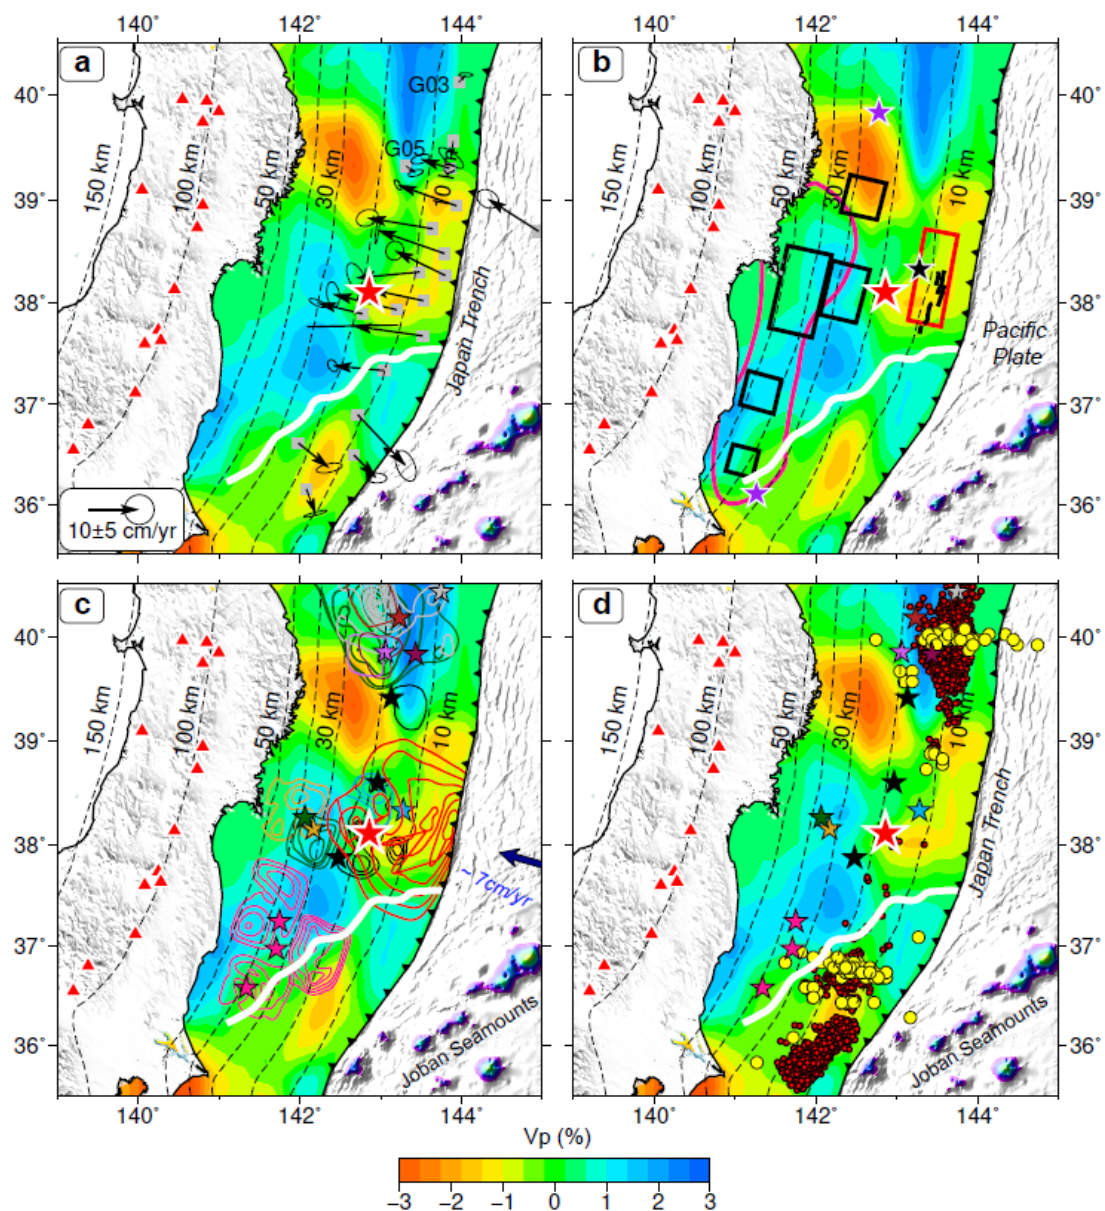 140° 142° 144° 142° 144°
a
G03
G05
150 km
100 km
50 km
30 km
10 km
Japan Trench
10±5 cm/yr
40°
39°
38°
37°
36°
b
150 km
100 km
50 km
30 km
10 km
Pacific
Plate
40°
39°
38°
37°
36°
c
150 km
100 km
50 km
30 km
10 km
~7cm/yr
Joban Seamounts
40°
39°
38°
37°
36°
140° 142° 144°
d
150 km
100 km
50 km
30 km
10 km
Japan Trench
Joban Seamounts
40°
39°
38°
37°
36°
140° 142° 144°
Vp (%)
−3 −2 −1 0 1 2 3